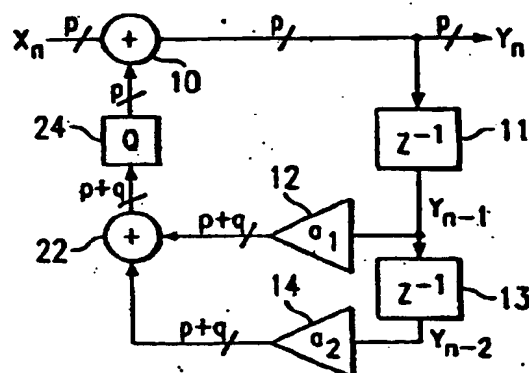 Xn p + p p Yn
p 10
24 Q Z⁻¹ 11
p+q 12
22 + p+q a1 Yn-1
14 Z⁻¹ 13
p+q a2 Yn-2